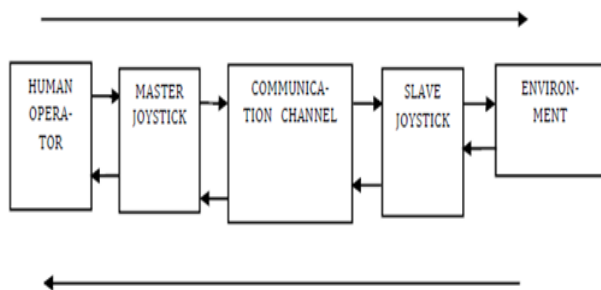 HUMAN
OPERA-
TOR
MASTER
JOYSTICK
COMMUNICA-
TION CHANNEL
SLAVE
JOYSTICK
ENVIRON-
MENT